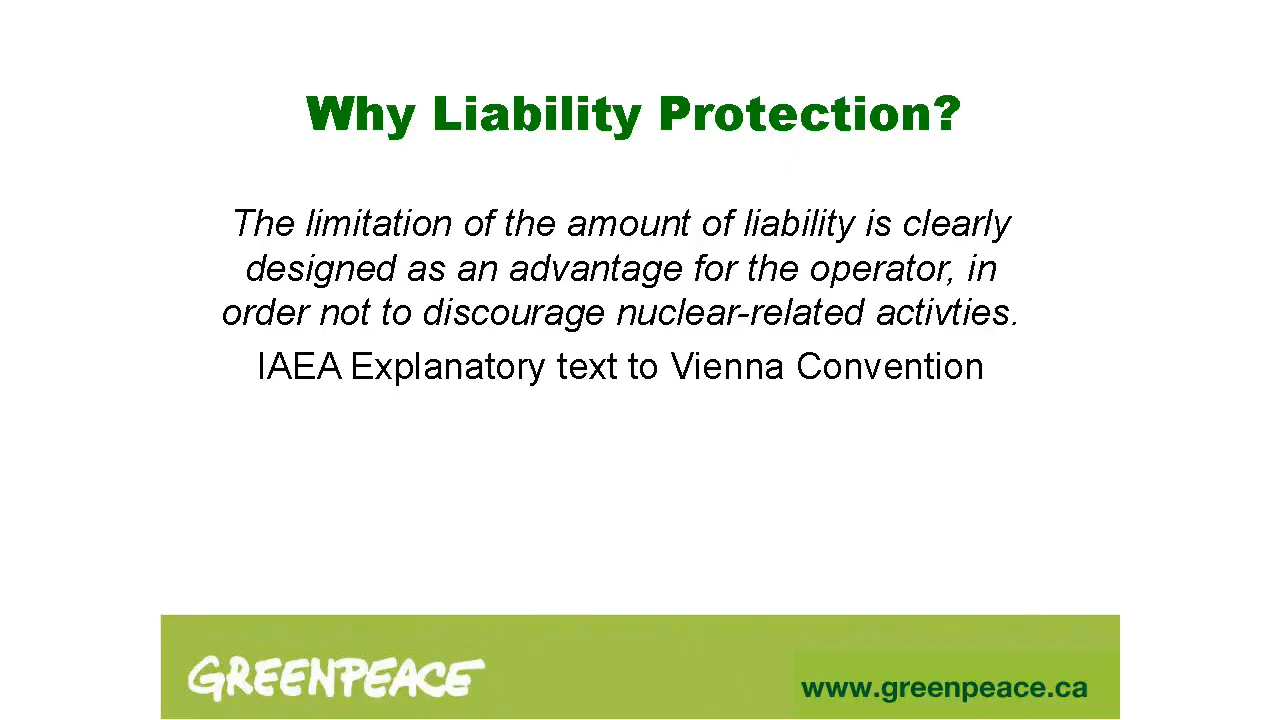 Why Liability Protection?
The limitation of the amount of liability is clearly
designed as an advantage for the operator, in
order not to discourage nuclear-related activties.
IAEA Explanatory text to Vienna Convention
GREENPEACE
www.greenpeace.ca